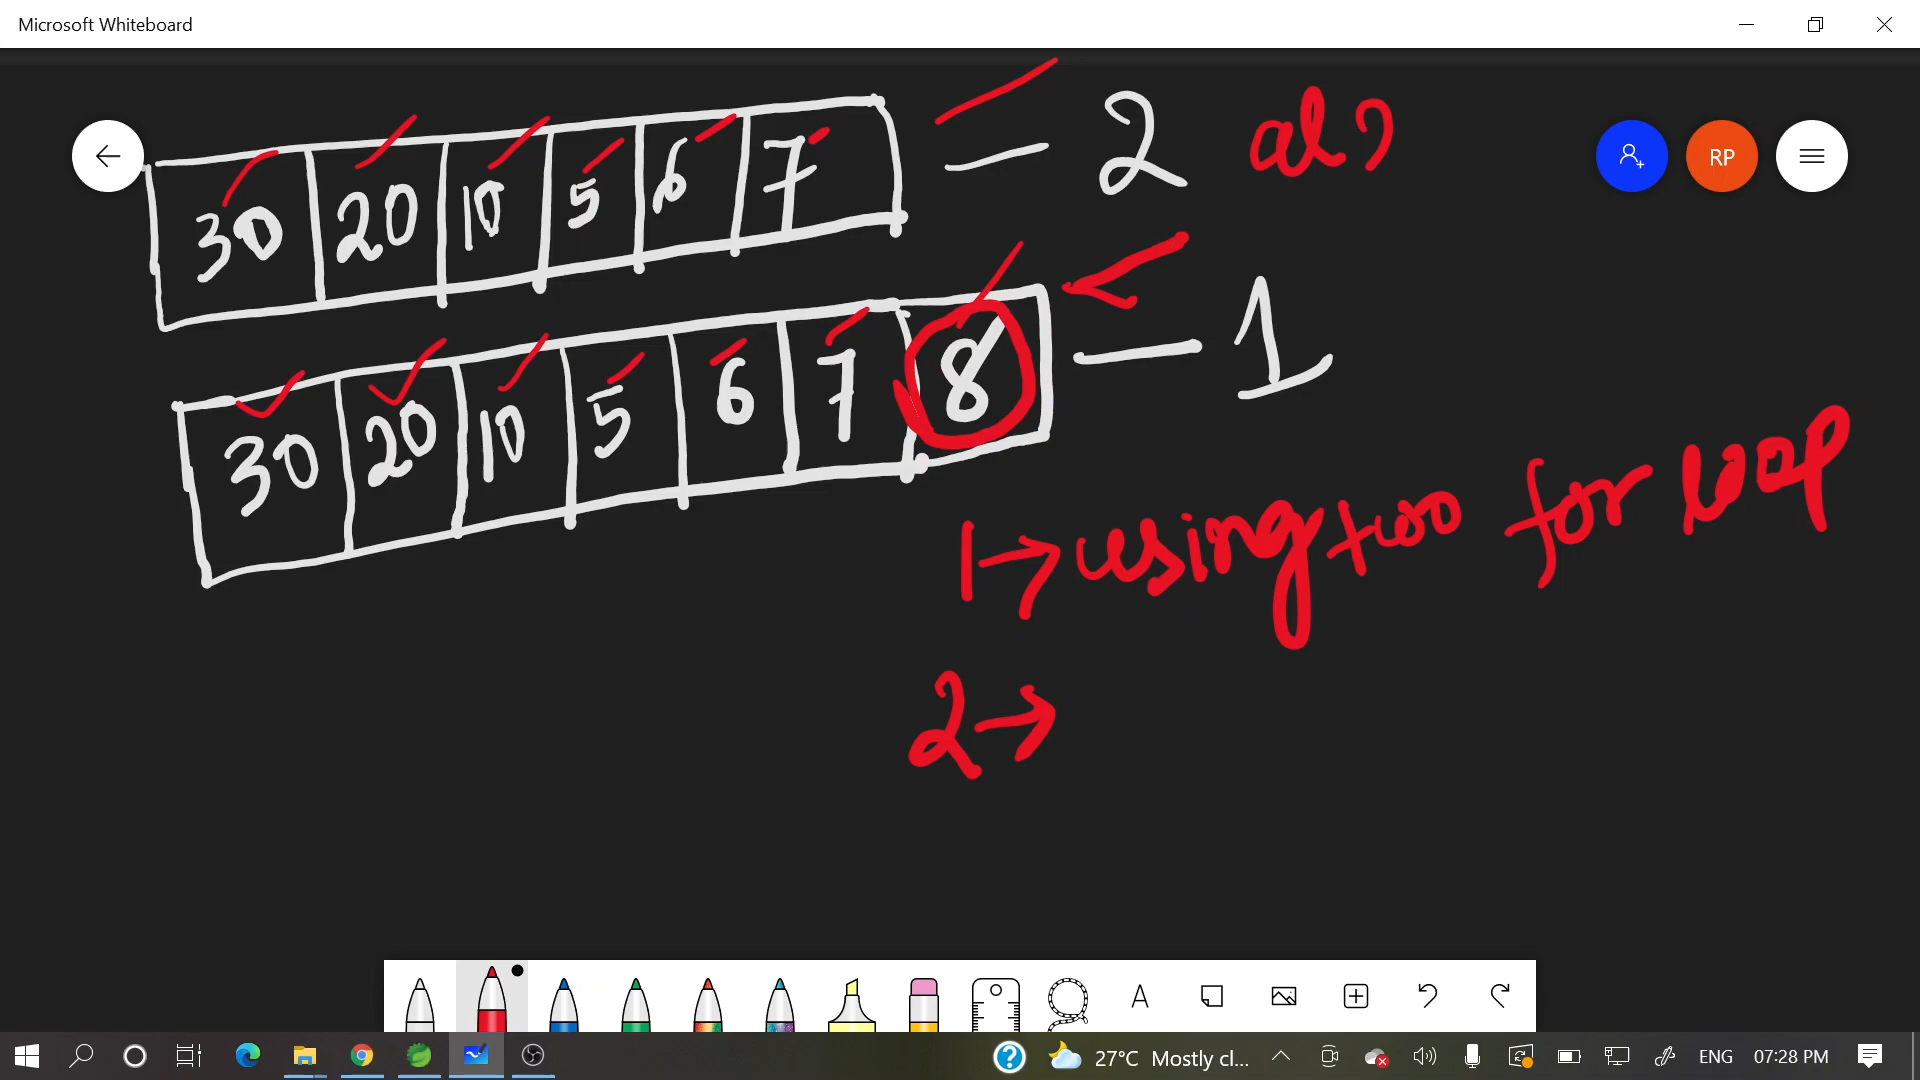 Microsoft Whiteboard
30 20 10 5 6 7 — 2
RP
30 20 10 5 6 7 8 — 1
1→ using two for loop
2→
A
27°C Mostly cl... ENG 07:28 PM